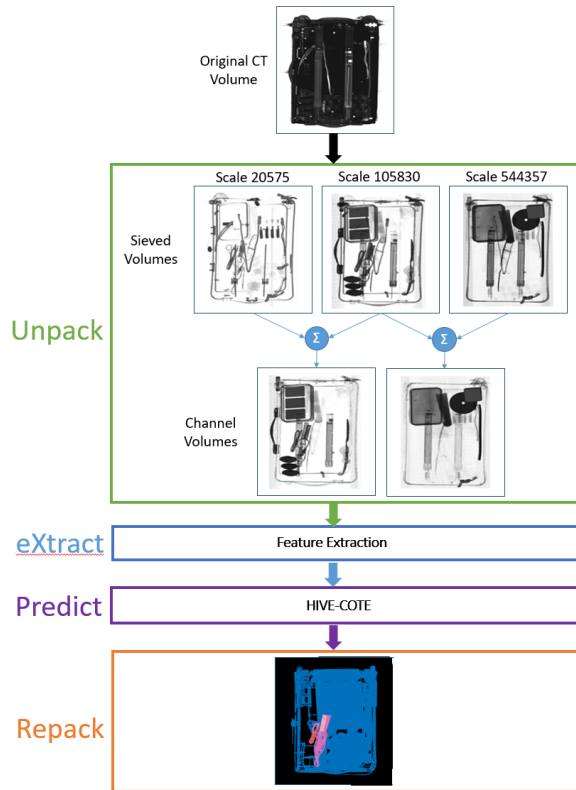 Original CT
Volume
Scale 20575
Scale 105830
Scale 544357
Sieved
Volumes
Σ
Σ
Unpack
Channel
Volumes
eXtract
Feature Extraction
Predict
HIVE-COTE
Repack